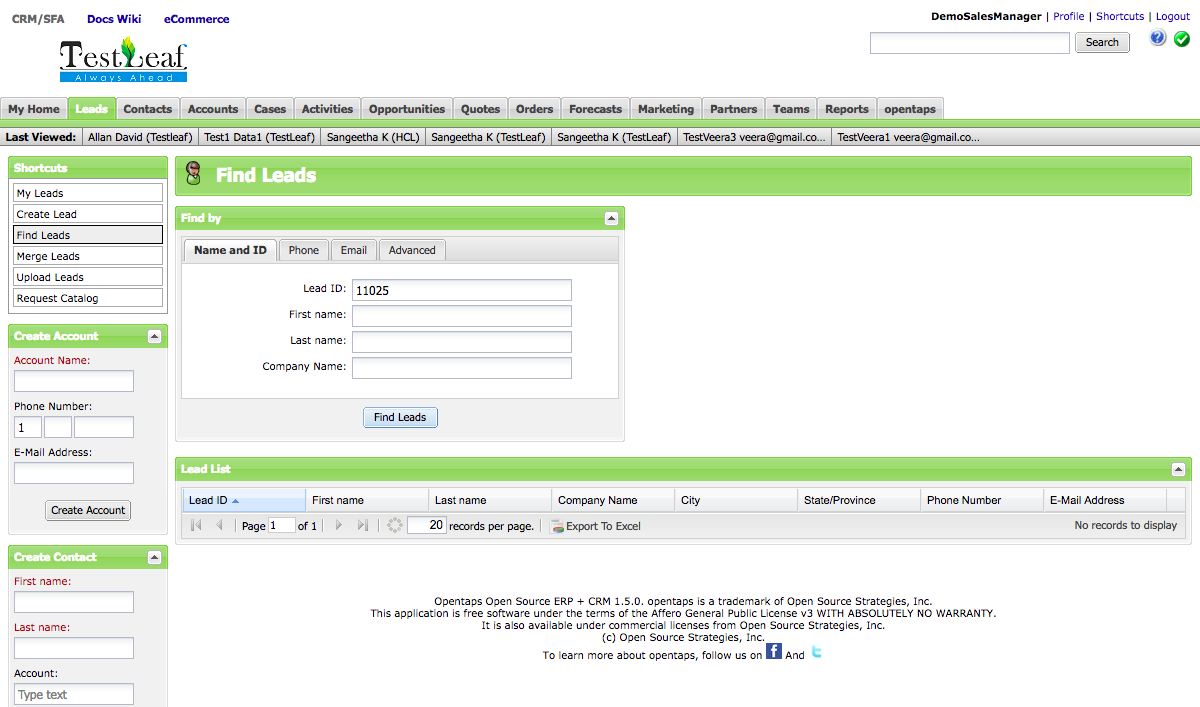 CRM/SFA Docs Wiki eCommerce
DemoSalesManager | Profile | Shortcuts | Logout
Search
TestLeaf
Always Ahead
My Home Leads Contacts Accounts Cases Activities Opportunities Quotes Orders Forecasts Marketing Partners Teams Reports opentaps
Last Viewed: Allan David (Testleaf) Test1 Data1 (TestLeaf) Sangeetha K (HCL) Sangeetha K (TestLeaf) Sangeetha K (TestLeaf) TestVeera3 veera@gmail.co... TestVeera1 veera@gmail.co...
Shortcuts
My Leads
Create Lead
Find Leads
Merge Leads
Upload Leads
Request Catalog
Create Account
Account Name:
Phone Number:
1
E-Mail Address:
Create Account
Create Contact
First name:
Last name:
Account:
Type text
Find Leads
Find by
Name and ID Phone Email Advanced
Lead ID: 11025
First name:
Last name:
Company Name:
Find Leads
Lead List
Lead ID First name Last name Company Name City State/Province Phone Number E-Mail Address
Page 1 of 1 20 records per page. Export To Excel No records to display
Opentaps Open Source ERP + CRM 1.5.0. opentaps is a trademark of Open Source Strategies, Inc.
This application is free software under the terms of the Affero General Public License v3 WITH ABSOLUTELY NO WARRANTY.
It is also available under commercial licenses from Open Source Strategies, Inc.
(c) Open Source Strategies, Inc.
To learn more about opentaps, follow us on f And t